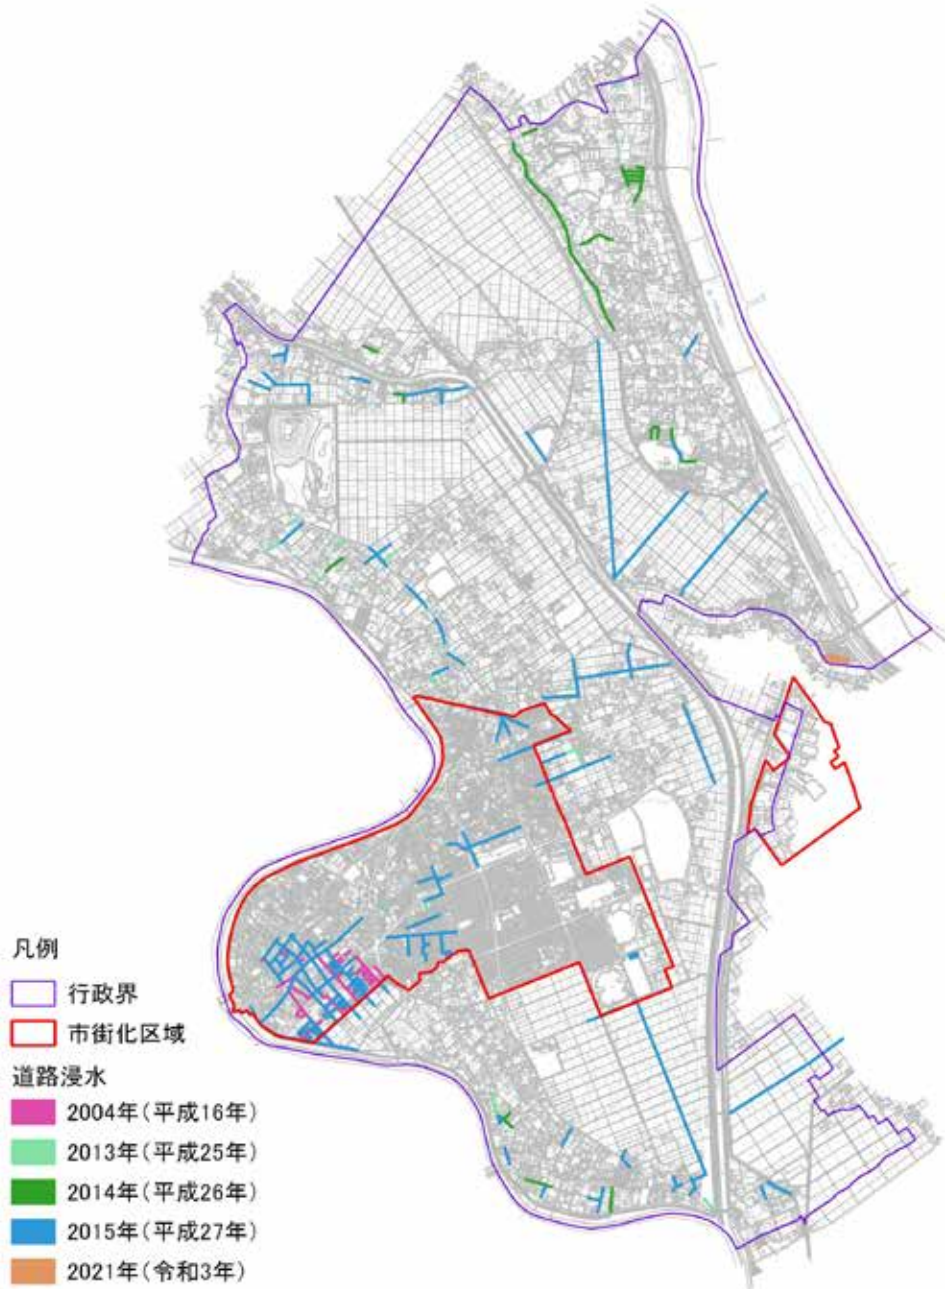 凡例
行政界
市街化区域
道路浸水
2004年(平成16年)
2013年(平成25年)
2014年(平成26年)
2015年(平成27年)
2021年(令和3年)